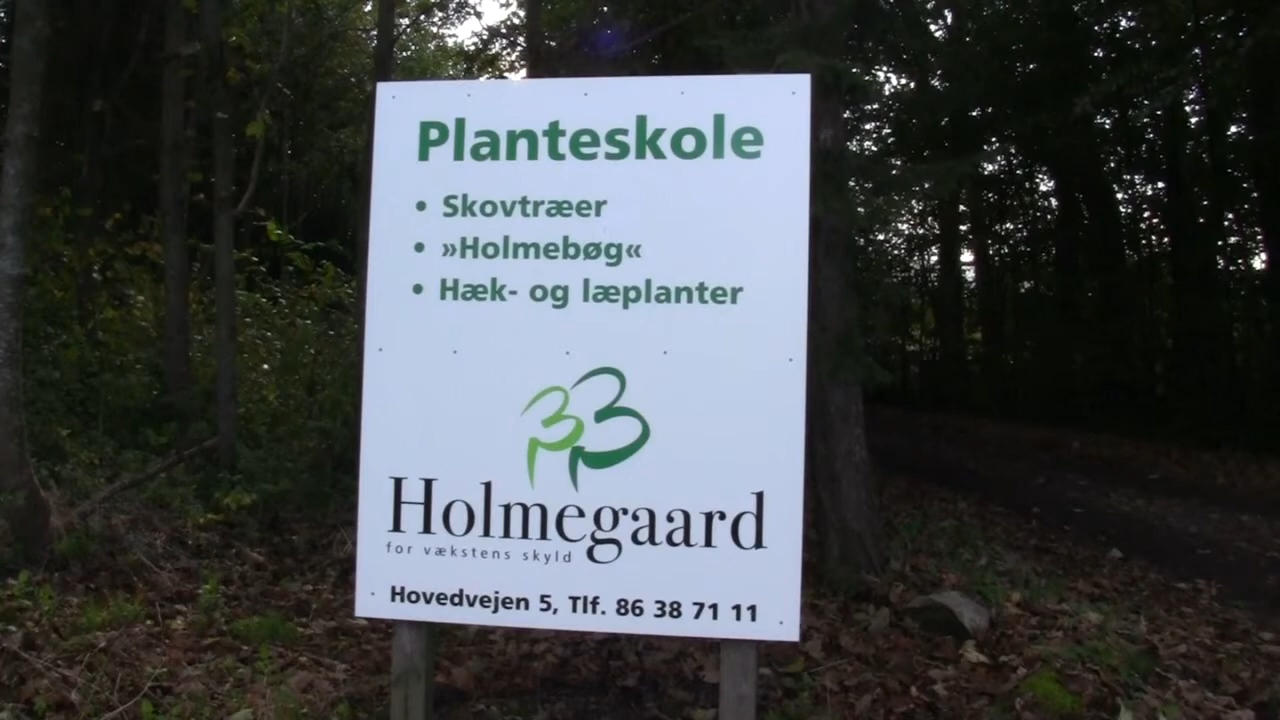 Planteskole
• Skovtræer
• »Holmebøg«
• Hæk- og læplanter
Holmegaard
for vækstens skyld
Hovedvejen 5, Tlf. 86 38 71 11